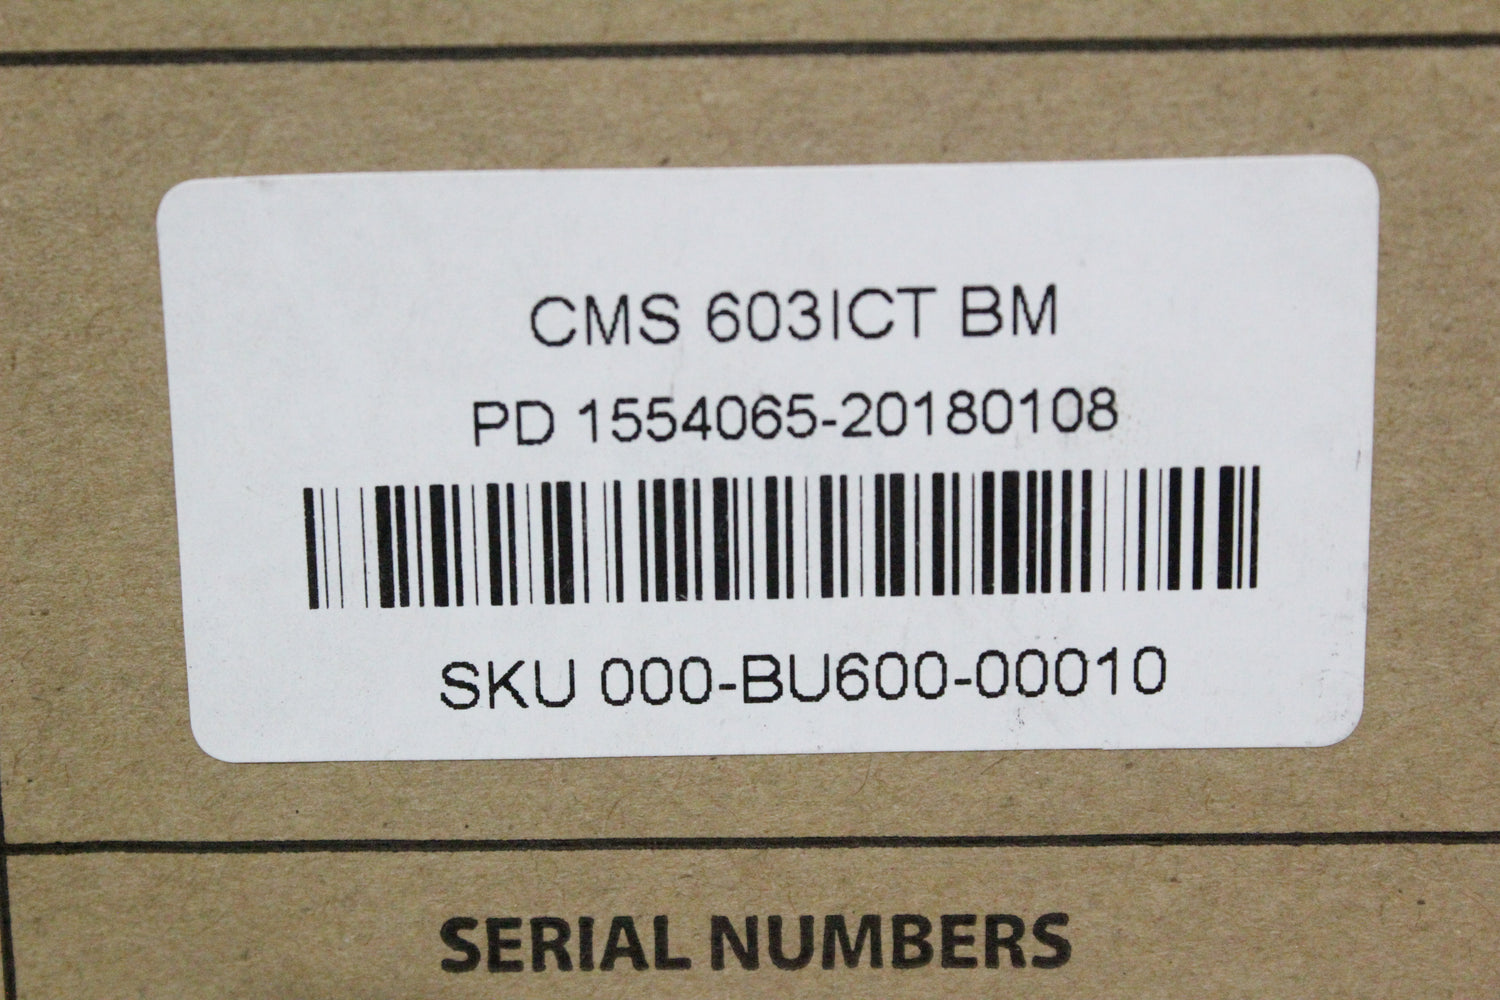 CMS 603ICT BM
PD 1554065-20180108
SKU 000-BU600-00010
SERIAL NUMBERS